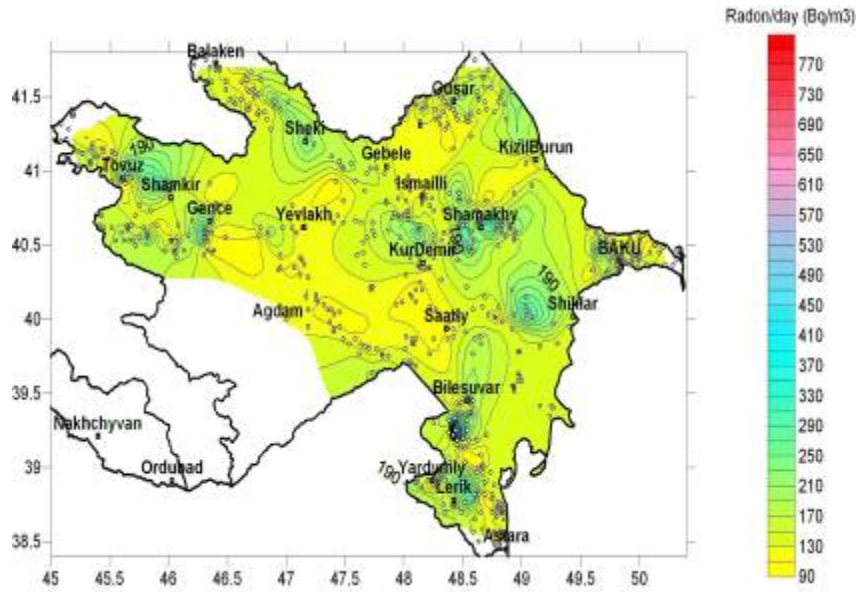 Radon/day (Bq/m3)
Balaken
41.5
Gosar
190
Sheki
KizilBurun
41
Tovuz
Gebele
Shamkir
Ismailli
Gence
Yevlakh
Shamakhy
40.5
190
BAKU
KurDemir
190
Agdam
Saatly
Shiklar
40
39.5
Bilesuvar
Nakhchyvan
39
Ordubad
190
Yardymly
Lerik
38.5
Astara
45 45.5 46 46.5 47 47.5 48 48.5 49 49.5 50
770
730
690
650
610
570
530
490
450
410
370
330
290
250
210
170
130
90